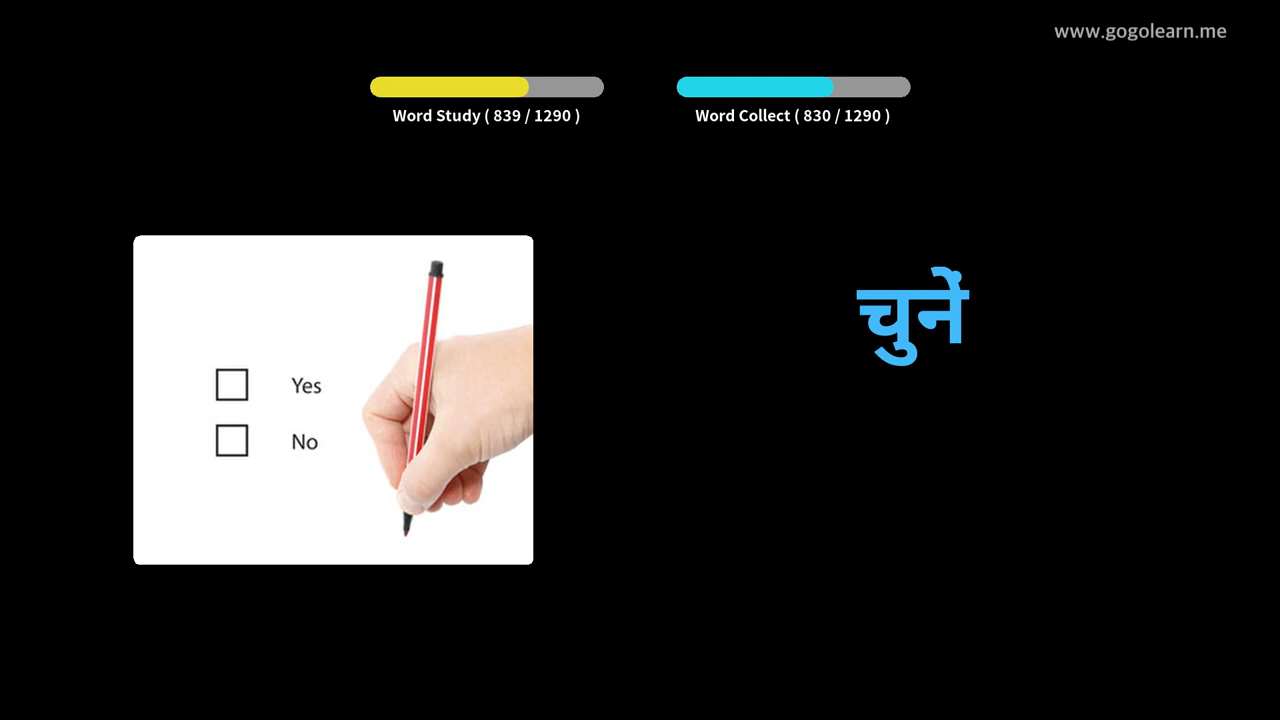 www.gogolearn.me
Word Study ( 839 / 1290 )
Word Collect ( 830 / 1290 )
Yes
No
चुनें